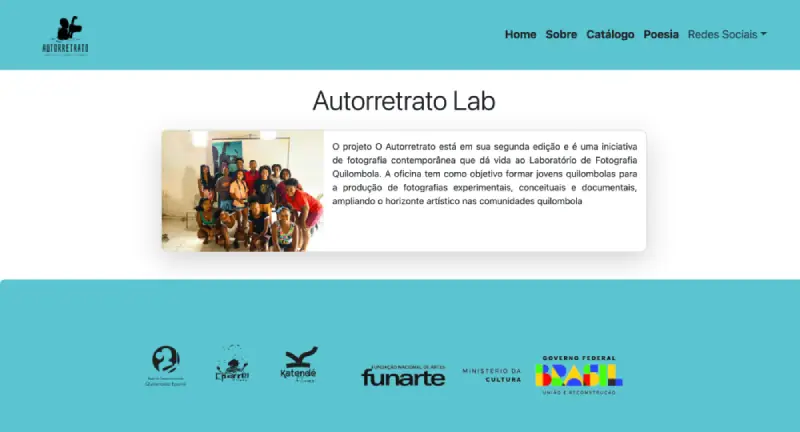 AUTORRETRATO
Home Sobre Catálogo Poesia Redes Sociais
Autorretrato Lab
O projeto O Autorretrato está em sua segunda edição e é uma iniciativa
de fotografia contemporânea que dá vida ao Laboratório de Fotografia
Quilombola. A oficina tem como objetivo formar jovens quilombolas para
a produção de fotografias experimentais, conceituais e documentais,
ampliando o horizonte artístico nas comunidades quilombola
Katendê
FUNDAÇÃO NACIONAL DE ARTES
funarte
MINISTÉRIO DA
CULTURA
GOVERNO FEDERAL
BRASIL
UNIÃO E RECONSTRUÇÃO